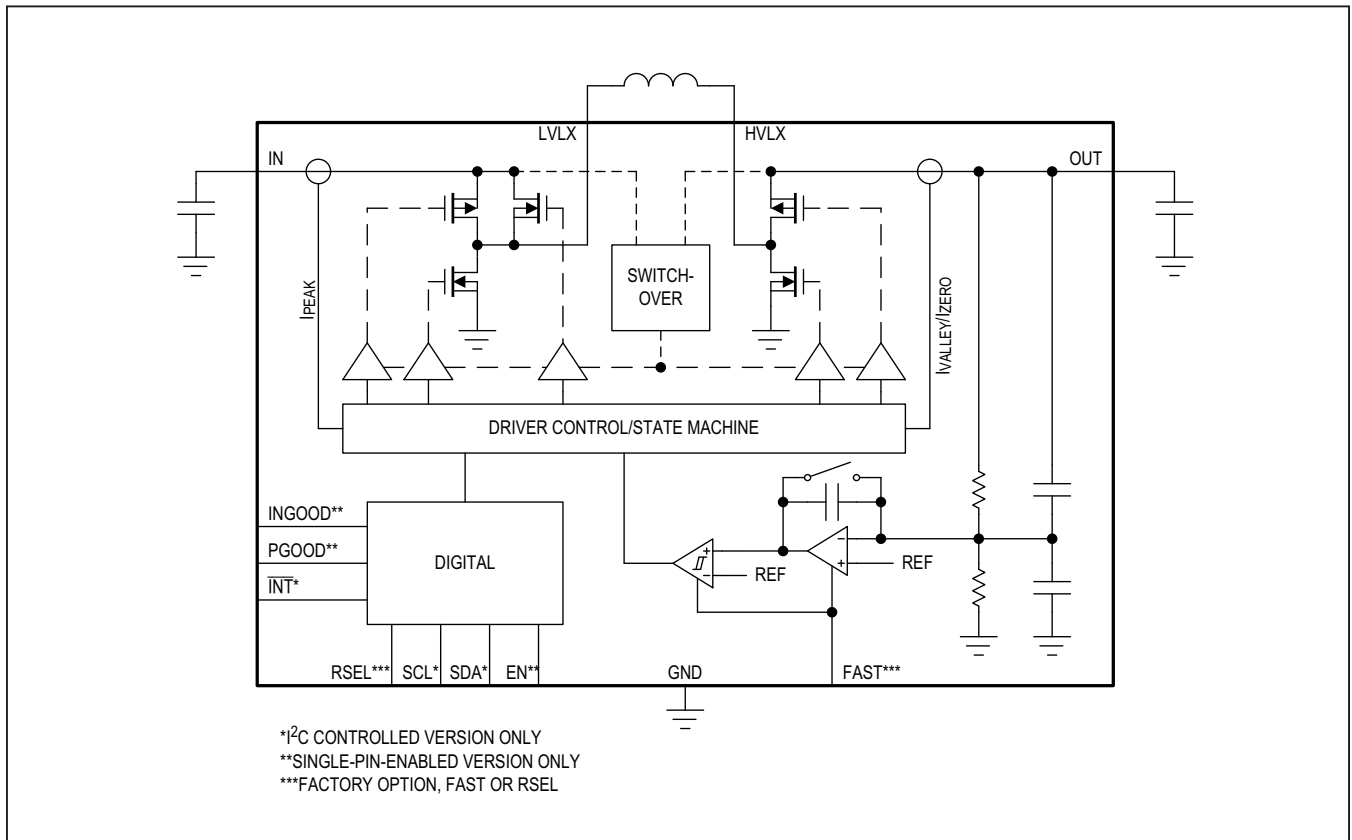 LVLX
HVLX
IN
OUT
SWITCH-
OVER
IPEAK
IVALLEY/IZERO
DRIVER CONTROL/STATE MACHINE
INGOOD**
PGOOD**
INT*
DIGITAL
REF
REF
RSEL***
SCL*
SDA*
EN**
GND
FAST***
*I2C CONTROLLED VERSION ONLY
**SINGLE-PIN-ENABLED VERSION ONLY
***FACTORY OPTION, FAST OR RSEL